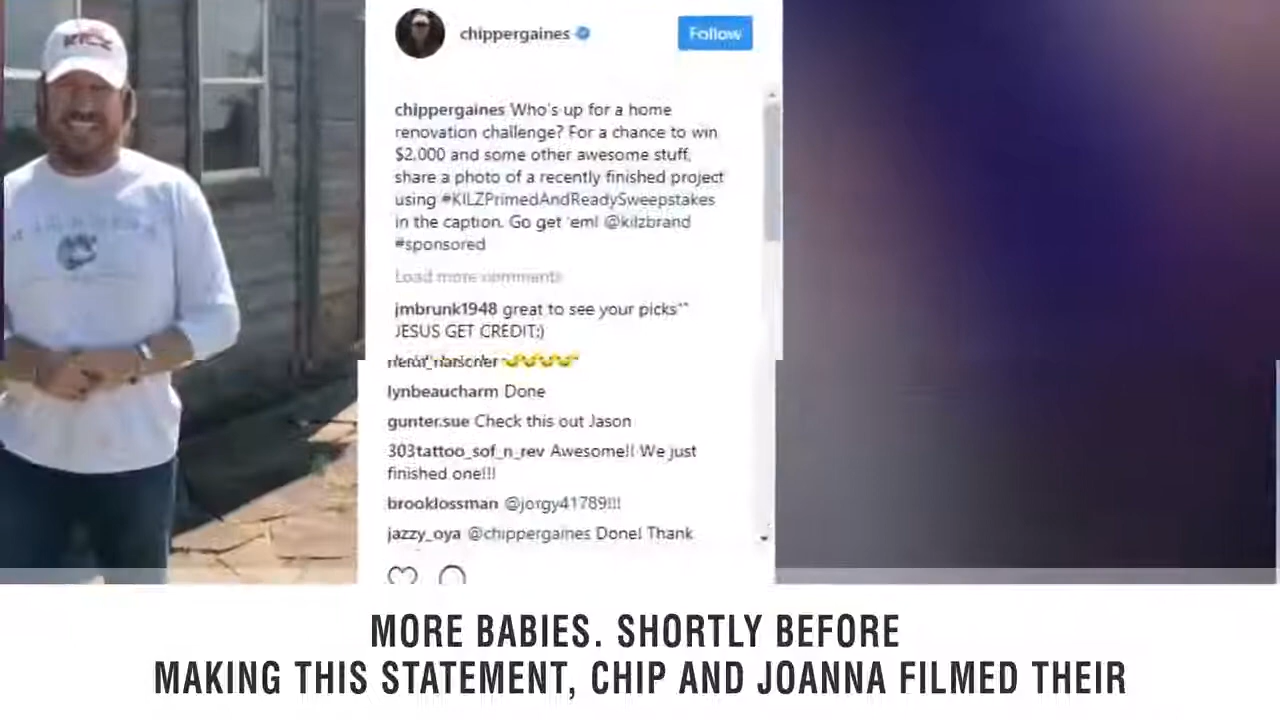 chippergaines
Follow
chippergaines Who's up for a home
renovation challenge? For a chance to win
$2,000 and some other awesome stuff,
share a photo of a recently finished project
using #KILZPrimedAndReadySweepstakes
in the caption. Go get 'em! @kilzbrand
#sponsored
Load more comments
jmbrunk1948 great to see your picks**
JESUS GET CREDIT:)
lynbeaucharm Done
gunter.sue Check this out Jason
303tattoo_sof_n_rev Awesome!! We just
finished one!!!
brooklossman @jorgy41789!!!
jazzy_oya @chippergaines Done! Thank
MORE BABIES. SHORTLY BEFORE
MAKING THIS STATEMENT, CHIP AND JOANNA FILMED THEIR